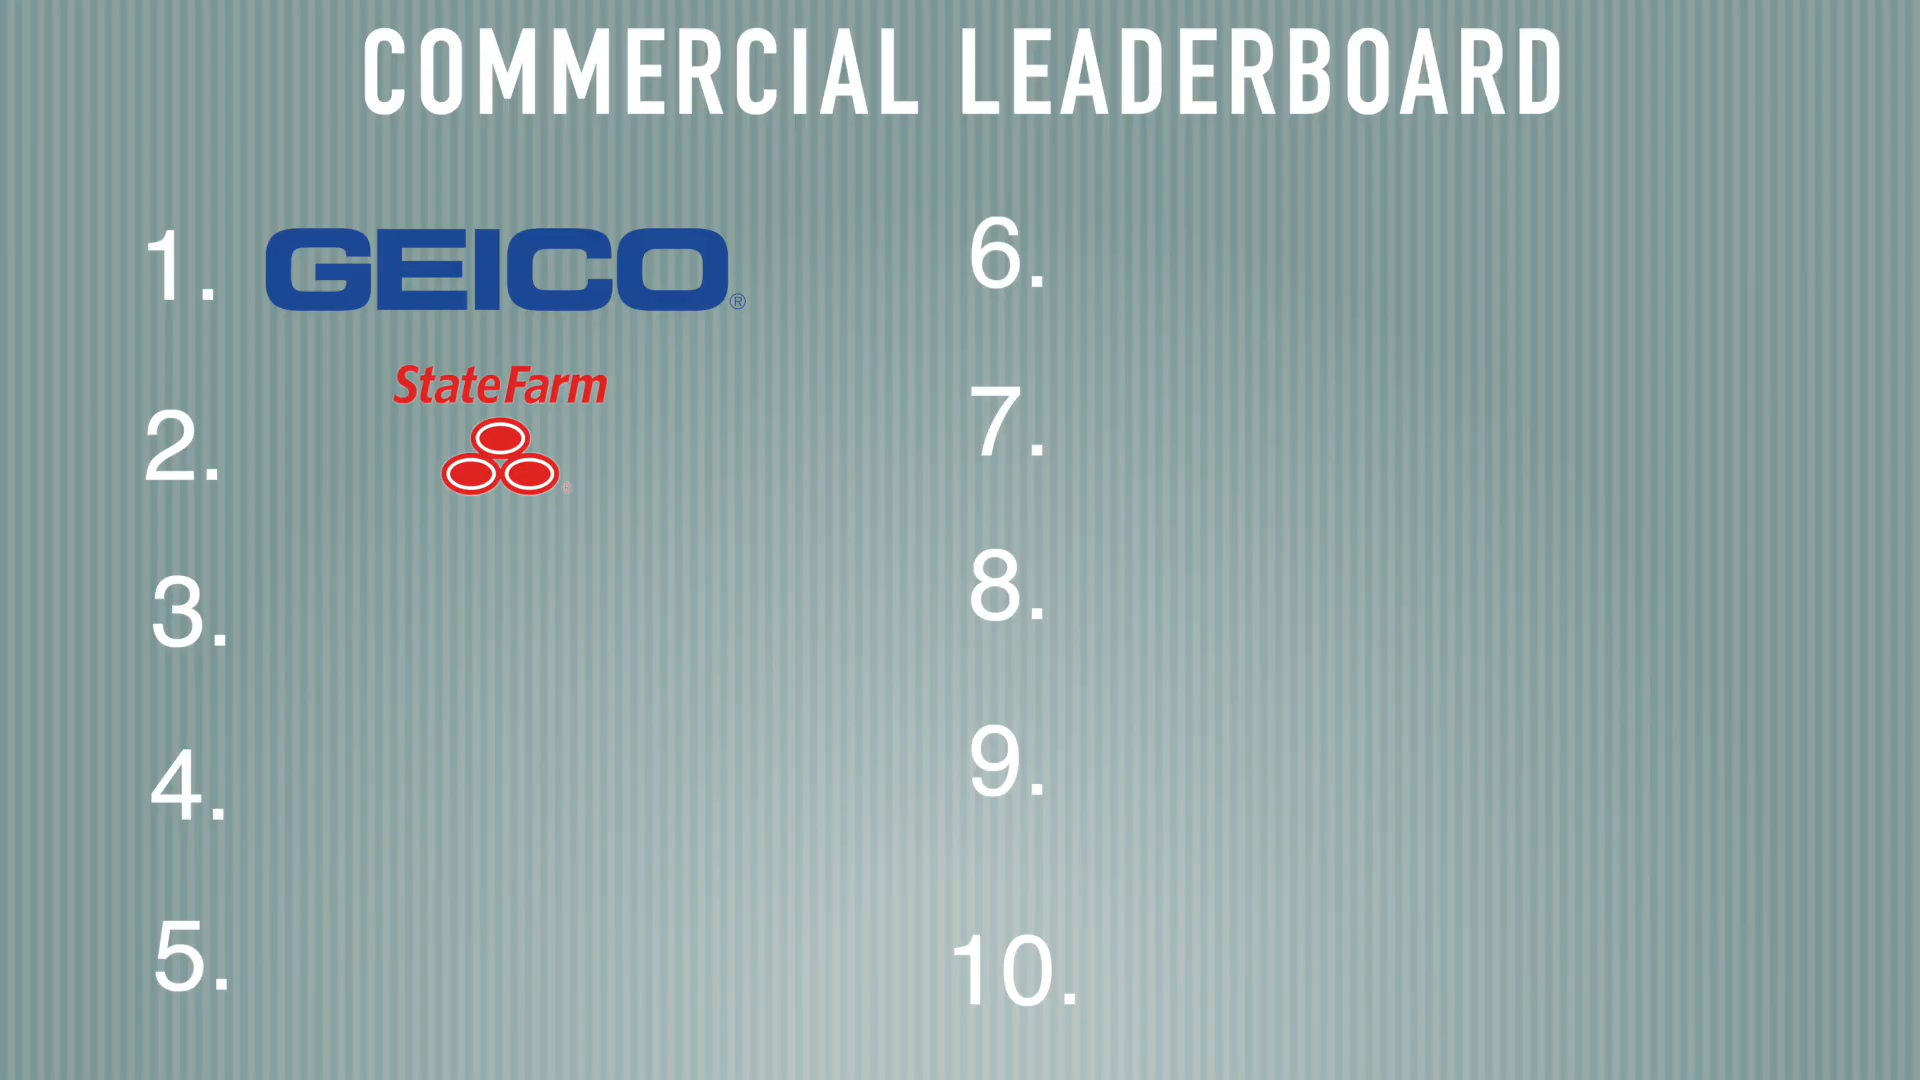 COMMERCIAL LEADERBOARD
1. GEICO®
2. State Farm®
3.
4.
5.
6.
7.
8.
9.
10.